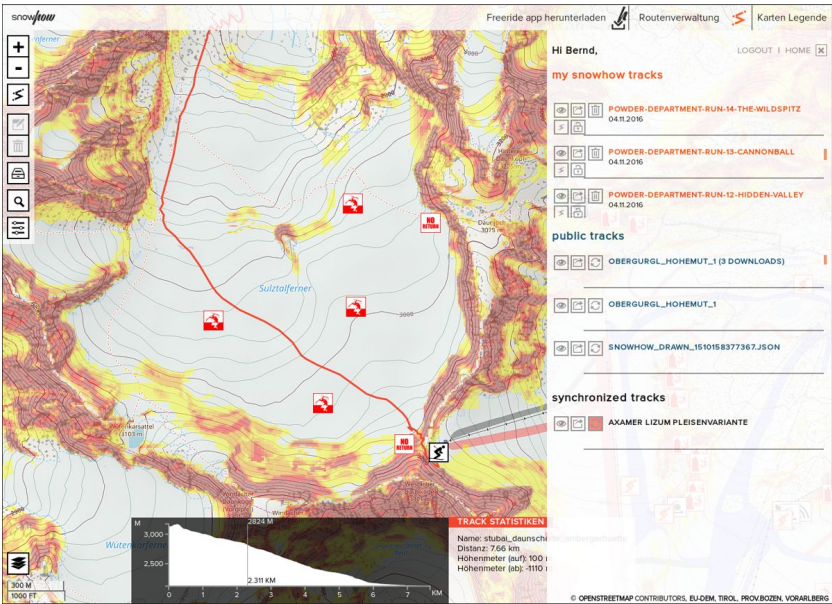 snowhow
Freeride app herunterladen
Routenverwaltung
Karten Legende
Hi Bernd,
LOGOUT | HOME
my snowhow tracks
POWDER-DEPARTMENT-RUN-14-THE-WILDSPITZ
04.11.2016
POWDER-DEPARTMENT-RUN-13-CANNONBALL
04.11.2016
POWDER-DEPARTMENT-RUN-12-HIDDEN-VALLEY
04.11.2016
public tracks
OBERGURGL_HOHEMUT_1 (3 DOWNLOADS)
OBERGURGL_HOHEMUT_1
SNOWHOW_DRAWN_1510158377367.JSON
synchronized tracks
AXAMER LIZUM PLEISENVARIANTE
+
-
NO
RETURN
3075 m
Sulztalferner
3000
3103 m
NO
RETURN
M
2824 M
3,000
2,500
2.311 KM
0 1 2 3 4 5 6 7 KM
TRACK STATISTIKEN
Distanz: 7.66 km
Höhenmeter (auf): 100
Höhenmeter (ab): -1110
300 M
1000 FT
© OPENSTREETMAP CONTRIBUTORS, EU-DEM, TIROL, PROV.BOZEN, VORARLBERG